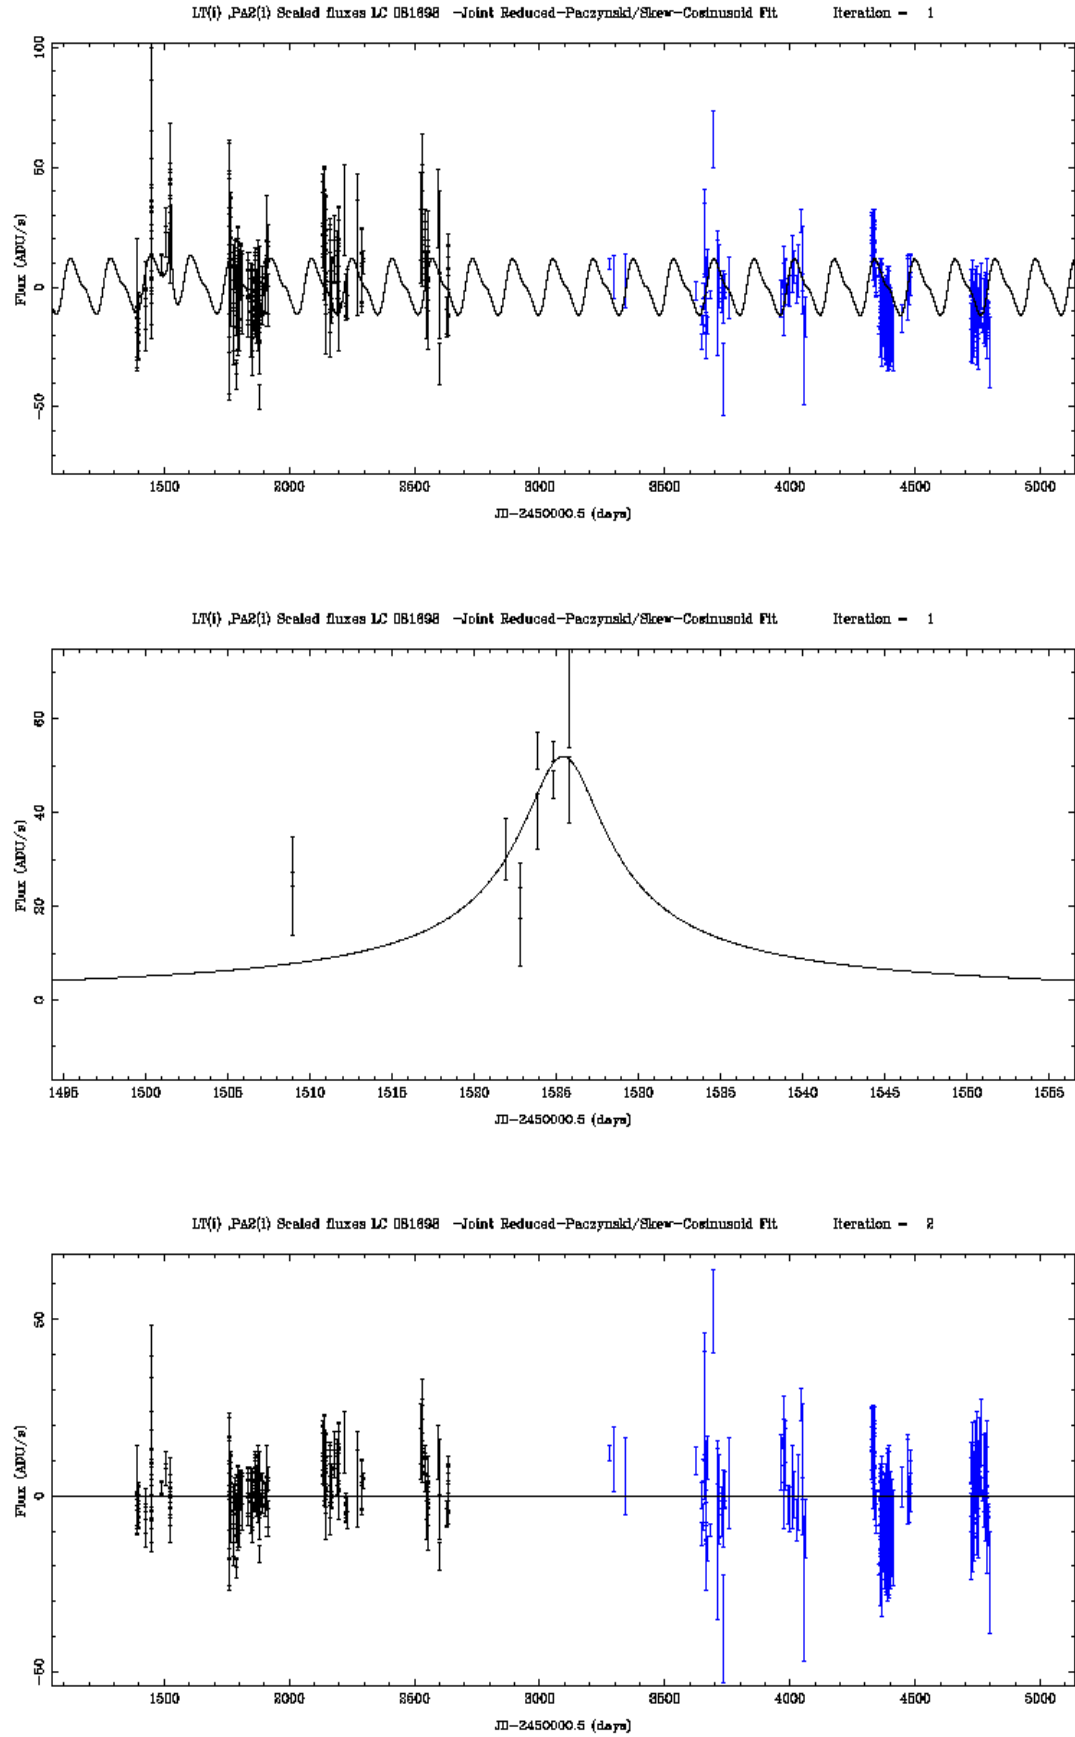 LT(i) ,PA2(i) Scaled fluxes LC 081698 -Joint Reduced-Paczynski/Skew-Cosinusoid Fit Iteration = 1
100
50
0
-50
Flux (ADU/s)
1500 2000 2500 3000 3500 4000 4500 5000
JD-2450000.5 (days)
LT(i) ,PA2(i) Scaled fluxes LC 081698 -Joint Reduced-Paczynski/Skew-Cosinusoid Fit Iteration = 1
60
40
20
0
Flux (ADU/s)
1495 1500 1505 1510 1515 1520 1525 1530 1535 1540 1545 1550 1555
JD-2450000.5 (days)
LT(i) ,PA2(i) Scaled fluxes LC 081698 -Joint Reduced-Paczynski/Skew-Cosinusoid Fit Iteration = 2
50
0
-50
Flux (ADU/s)
1500 2000 2500 3000 3500 4000 4500 5000
JD-2450000.5 (days)